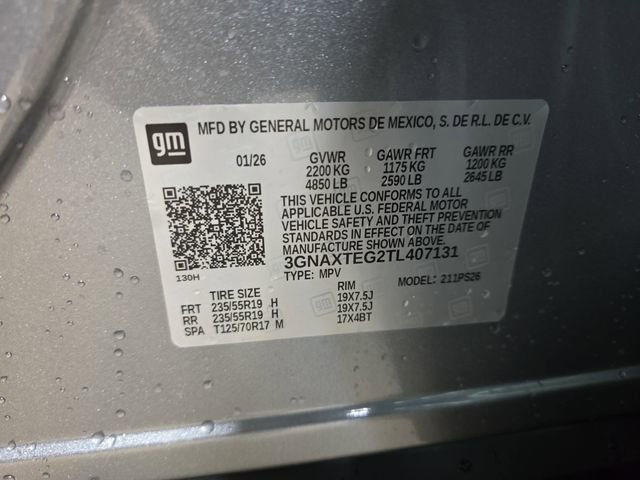 gm
MFD BY GENERAL MOTORS DE MEXICO, S. DE R.L. DE C.V.
01/26 GVWR GAWR FRT GAWR RR
2200 KG 1175 KG 1200 KG
4850 LB 2590 LB 2645 LB
THIS VEHICLE CONFORMS TO ALL
APPLICABLE U.S. FEDERAL MOTOR
VEHICLE SAFETY AND THEFT PREVENTION
STANDARDS IN EFFECT ON THE DATE OF
MANUFACTURE SHOWN ABOVE.
3GNAXTEG2TL407131
130H
TYPE: MPV MODEL: 211PS26
TIRE SIZE RIM
FRT 235/55R19 H 19X7.5J
RR 235/55R19 H 19X7.5J
SPA T125/70R17 M 17X4BT